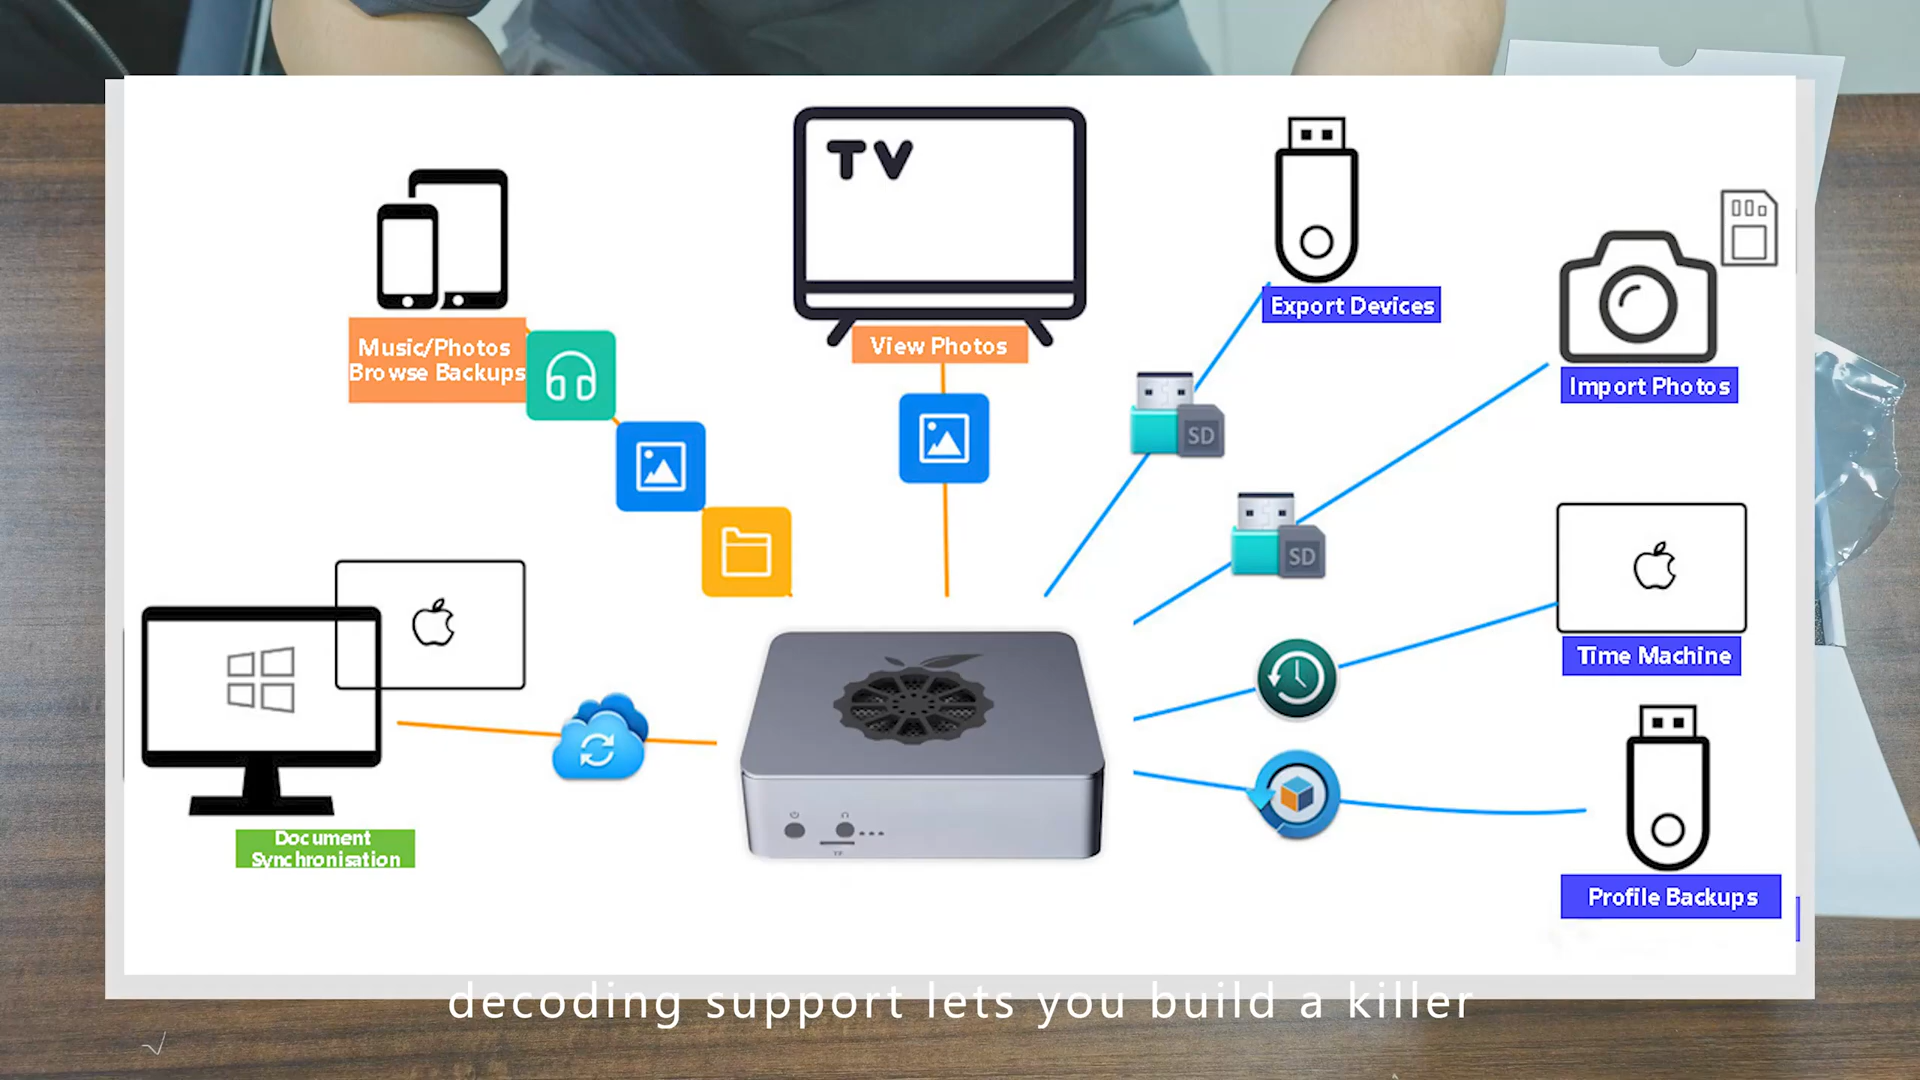 TV
Export Devices
Music/Photos
Browse Backups
View Photos
Import Photos
SD
SD
Time Machine
Document
Synchronisation
TF
Profile Backups
decoding support lets you build a killer